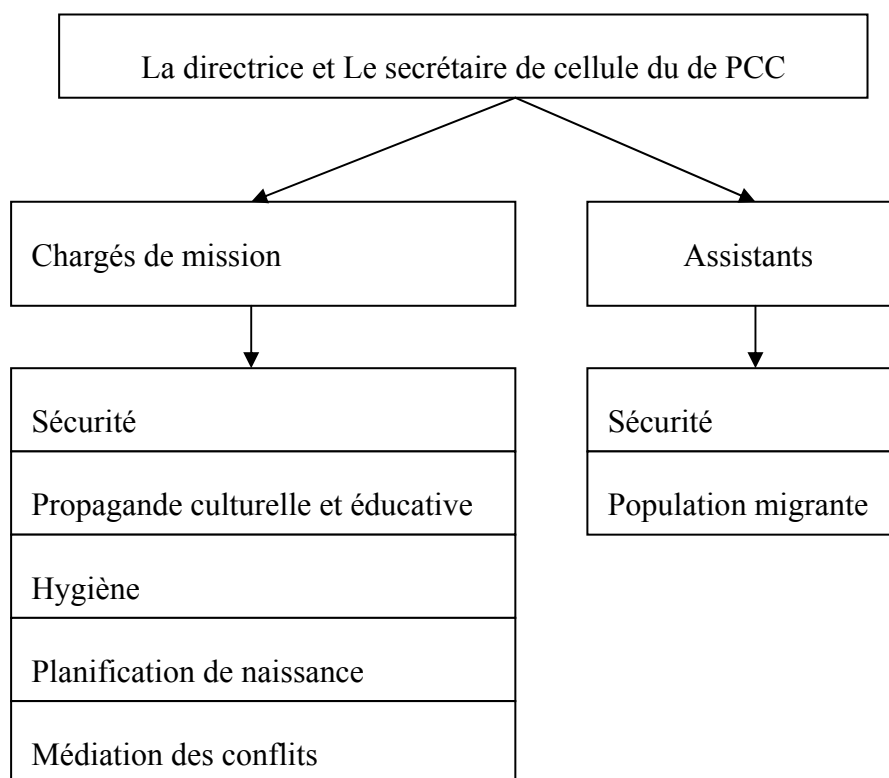 La directrice et Le secrétaire de cellule du de PCC
Chargés de mission
Assistants
Sécurité
Propagande culturelle et éducative
Hygiène
Planification de naissance
Médiation des conflits
Sécurité
Population migrante